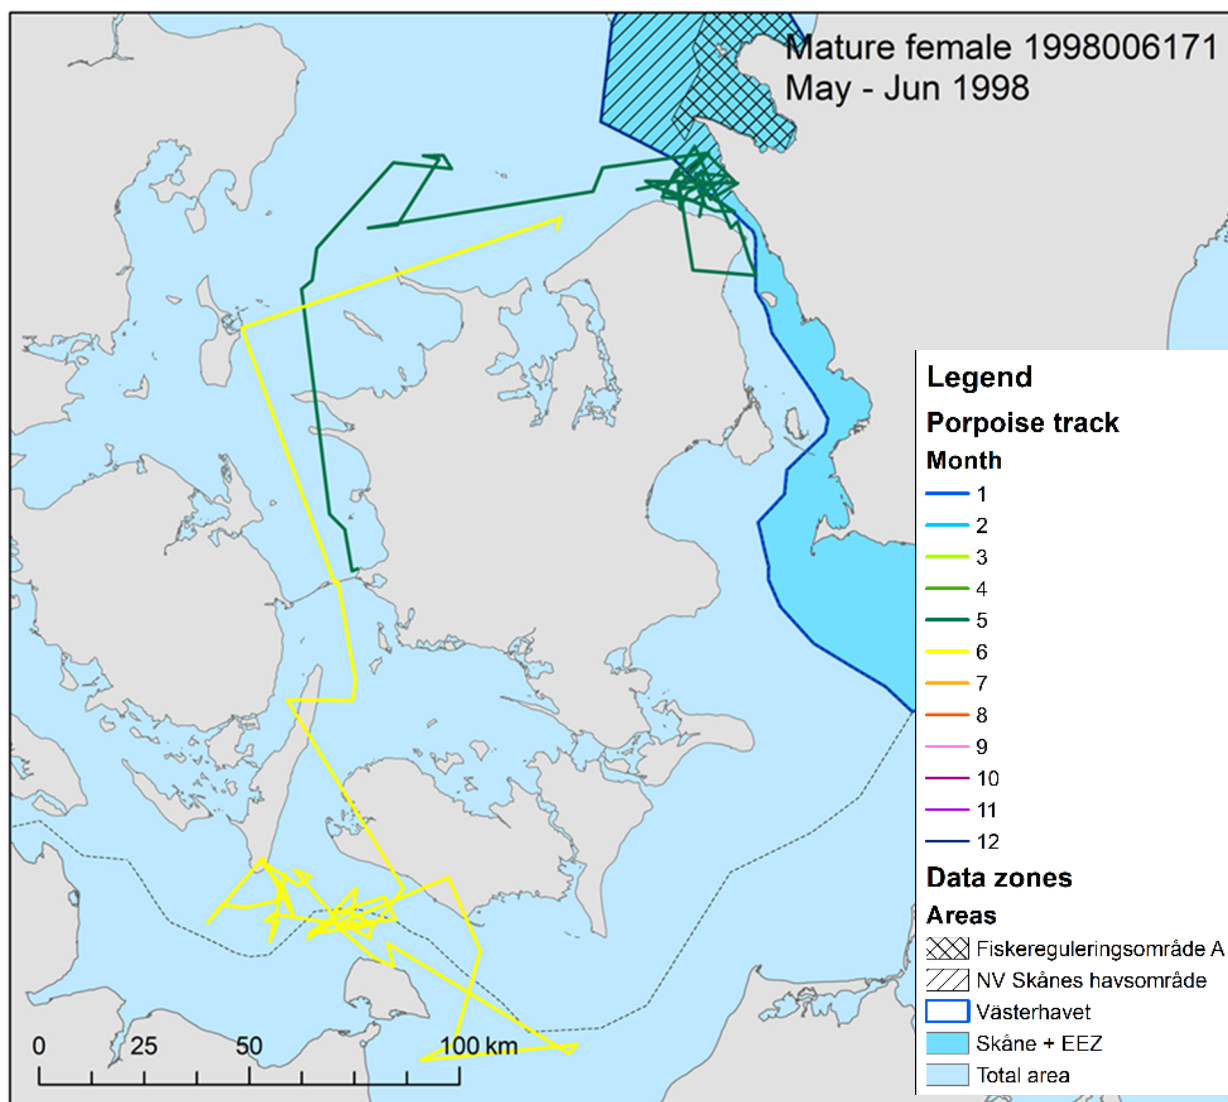 Mature female 1998006171
May - Jun 1998
Legend
Porpoise track
Month
1
2
3
4
5
6
7
8
9
10
11
12
Data zones
Areas
Fiskereguleringsområde A
NV Skånes havsområde
Västerhavet
Skåne + EEZ
Total area
0 25 50 100 km